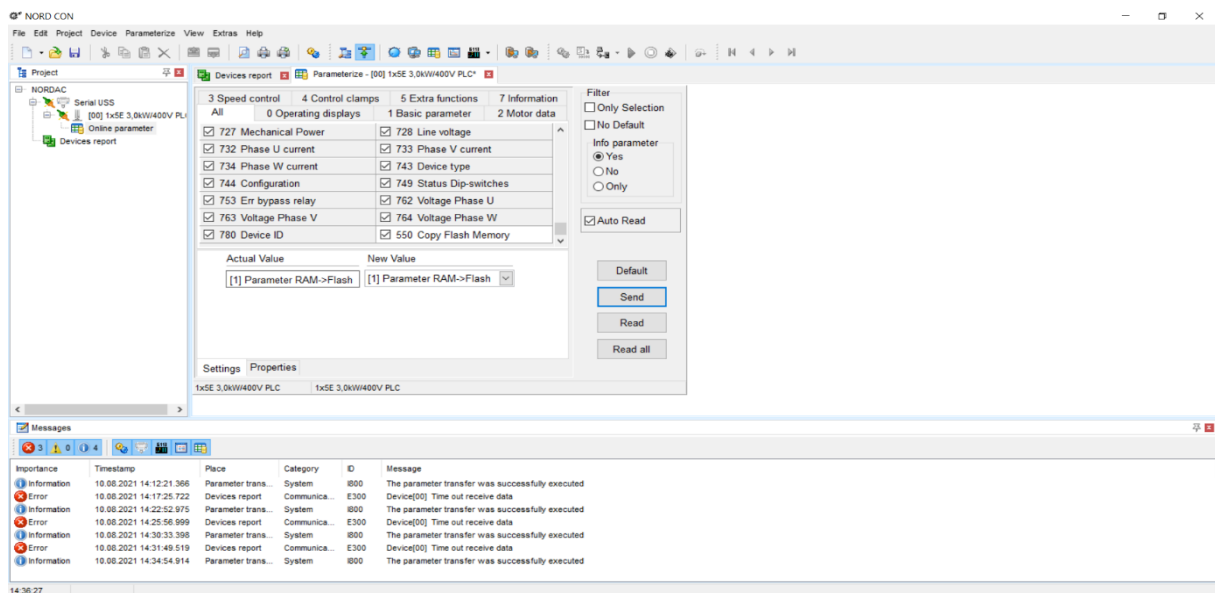 NORD CON
File Edit Project Device Parameterize View Extras Help
Project
NORDAC
Serial USS
[00] 1x5E 3,0kW/400V PL
Online parameter
Devices report
Devices report
Parameterize - [00] 1x5E 3,0kW/400V PLC*
3 Speed control 4 Control clamps 5 Extra functions 7 Information
All 0 Operating displays 1 Basic parameter 2 Motor data
727 Mechanical Power 728 Line voltage
732 Phase U current 733 Phase V current
734 Phase W current 743 Device type
744 Configuration 749 Status Dip-switches
753 Err bypass relay 762 Voltage Phase U
763 Voltage Phase V 764 Voltage Phase W
780 Device ID 550 Copy Flash Memory
Actual Value New Value
[1] Parameter RAM->Flash [1] Parameter RAM->Flash
Settings Properties
1x5E 3,0kW/400V PLC 1x5E 3,0kW/400V PLC
Filter
Only Selection
No Default
Info parameter
Yes
No
Only
Auto Read
Default
Send
Read
Read all
Messages
3 0 4
Importance Timestamp Place Category ID Message
Information 10.08.2021 14:12:21.366 Parameter trans... System I800 The parameter transfer was successfully executed
Error 10.08.2021 14:17:25.722 Devices report Communica... E300 Device[00] Time out receive data
Information 10.08.2021 14:22:52.975 Parameter trans... System I800 The parameter transfer was successfully executed
Error 10.08.2021 14:25:56.999 Devices report Communica... E300 Device[00] Time out receive data
Information 10.08.2021 14:30:33.398 Parameter trans... System I800 The parameter transfer was successfully executed
Error 10.08.2021 14:31:49.519 Devices report Communica... E300 Device[00] Time out receive data
Information 10.08.2021 14:34:54.914 Parameter trans... System I800 The parameter transfer was successfully executed
14:36:27